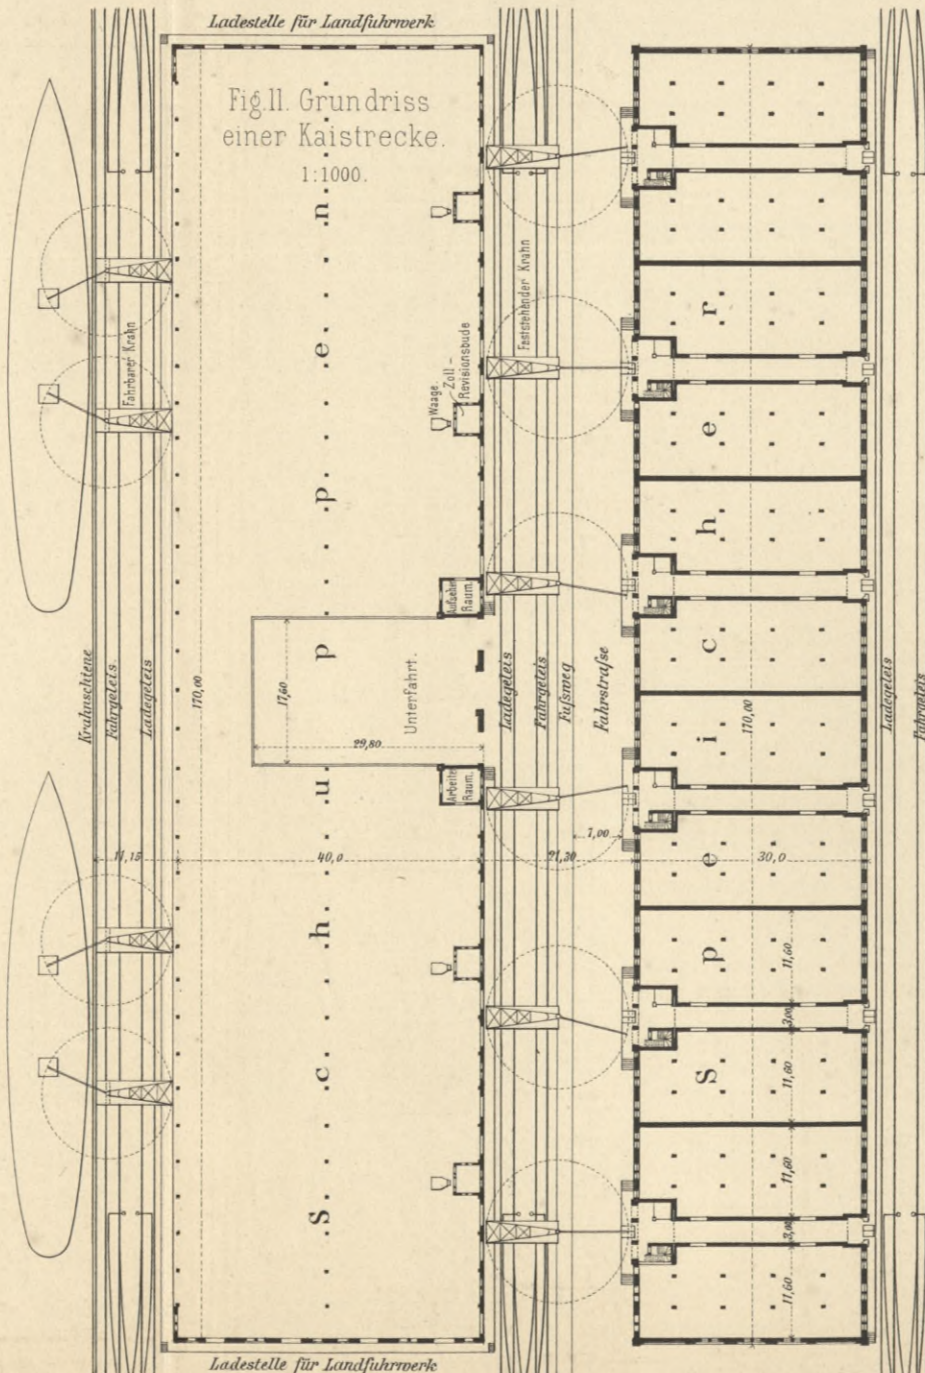 Ladestelle für Landfuhrwerk
Fig. 11. Grundriss
einer Kaistrecke.
1:1000.
Fahrbarer Krahn
Feststehender Krahn
Waage.
Zoll-
Revisionsbude
Schuppen
Speicher
Aufseher
Raum.
Unterfahrt.
17,60
29,80
Arbeiter
Raum.
Krahnschiene
Fahrgeleis
Ladegeleis
170,00
Ladegeleis
Fahrgeleis
Fußweg
Fahrstraße
170,00
Ladegeleis
Fahrgeleis
7,00
11,15
40,0
21,20
30,0
11,60
3,00
11,60
11,60
3,00
11,60
Ladestelle für Landfuhrwerk